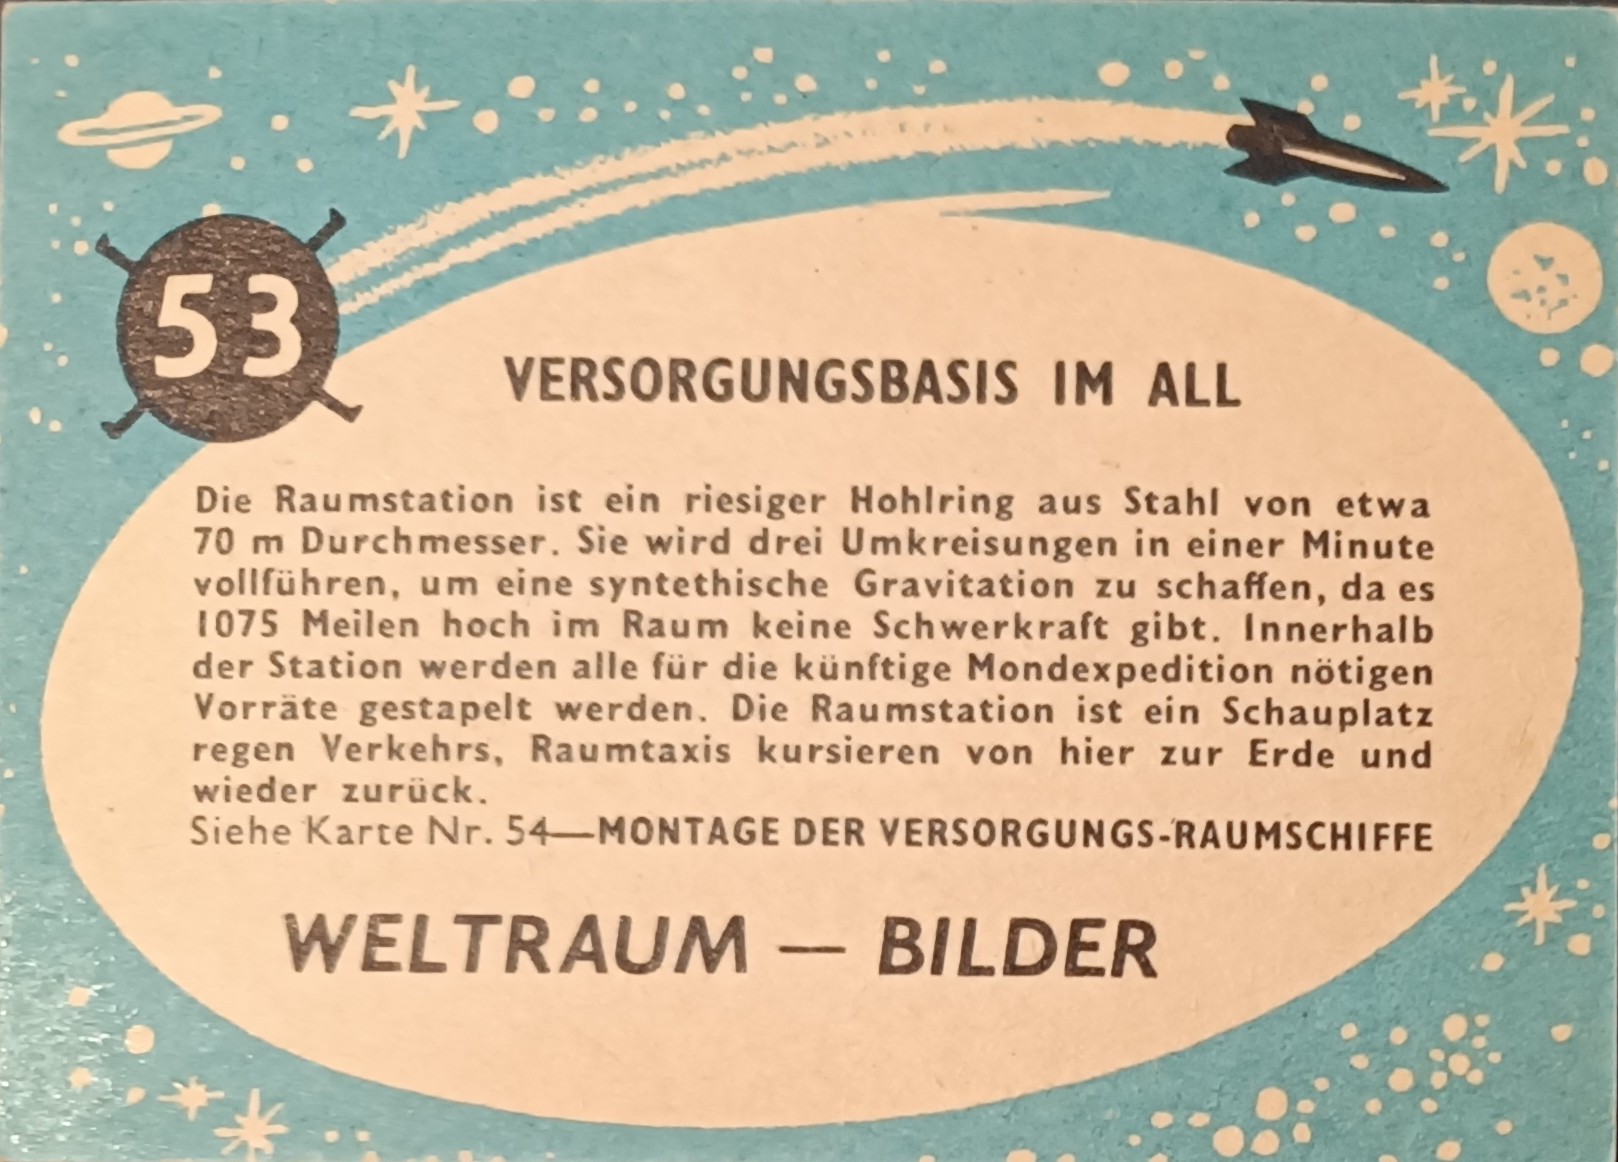 53
VERSORGUNGSBASIS IM ALL
Die Raumstation ist ein riesiger Hohlring aus Stahl von etwa
70 m Durchmesser. Sie wird drei Umkreisungen in einer Minute
vollführen, um eine syntethische Gravitation zu schaffen, da es
1075 Meilen hoch im Raum keine Schwerkraft gibt. Innerhalb
der Station werden alle für die künftige Mondexpedition nötigen
Vorräte gestapelt werden. Die Raumstation ist ein Schauplatz
regen Verkehrs, Raumtaxis kursieren von hier zur Erde und
wieder zurück.
Siehe Karte Nr. 54—MONTAGE DER VERSORGUNGS-RAUMSCHIFFE
WELTRAUM — BILDER